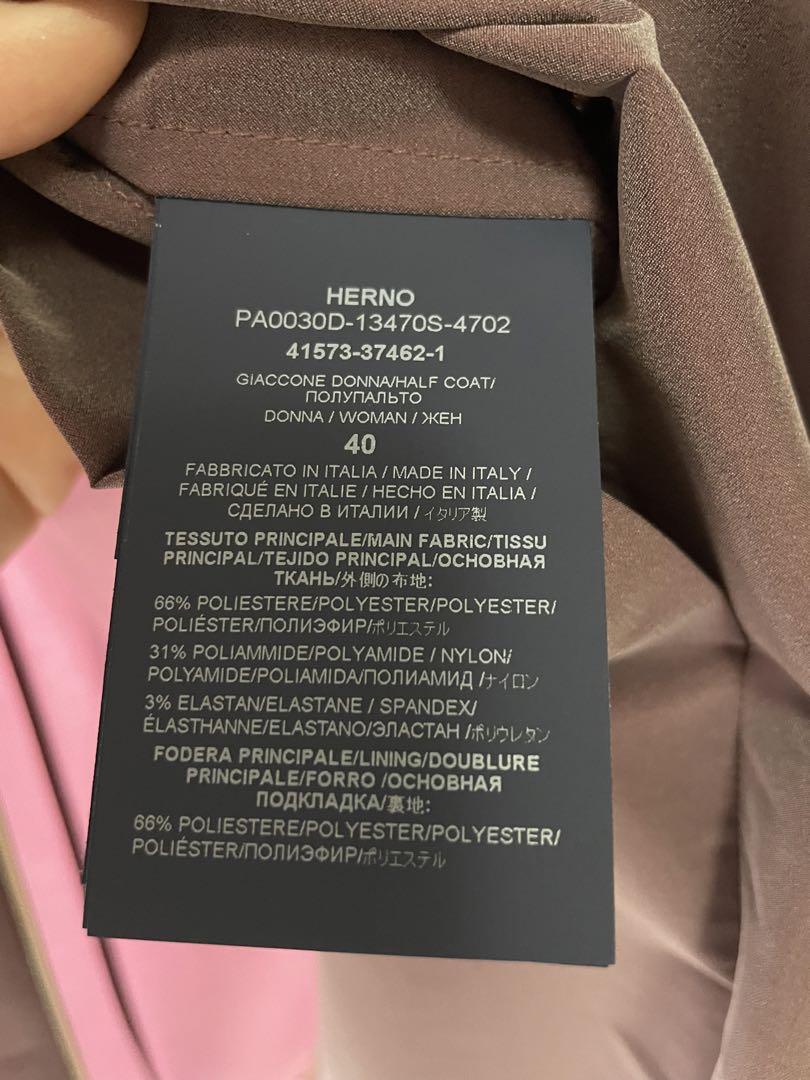 HERNO
PA0030D-13470S-4702
41573-37462-1
GIACCONE DONNA/HALF COAT/
ПОЛУПАЛЬТО
DONNA / WOMAN / ЖЕН
40
FABBRICATO IN ITALIA / MADE IN ITALY /
FABRIQUÉ EN ITALIE / HECHO EN ITALIA /
СДЕЛАНО В ИТАЛИИ / イタリア製
TESSUTO PRINCIPALE/MAIN FABRIC/TISSU
PRINCIPAL/TEJIDO PRINCIPAL/ОСНОВНАЯ
ТКАНЬ/外側の布地:
66% POLIESTERE/POLYESTER/POLYESTER/
POLIÉSTER/ПОЛИЭФИР/ポリエステル
31% POLIAMMIDE/POLYAMIDE / NYLON/
POLYAMIDE/POLIAMIDA/ПОЛИАМИД /ナイロン
3% ELASTAN/ELASTANE / SPANDEX/
ÉLASTHANNE/ELASTANO/ЭЛАСТАН /ポリウレタン
FODERA PRINCIPALE/LINING/DOUBLURE
PRINCIPALE/FORRO /ОСНОВНАЯ
ПОДКЛАДКА/裏地:
66% POLIESTERE/POLYESTER/POLYESTER/
POLIÉSTER/ПОЛИЭФИР/ポリエステル